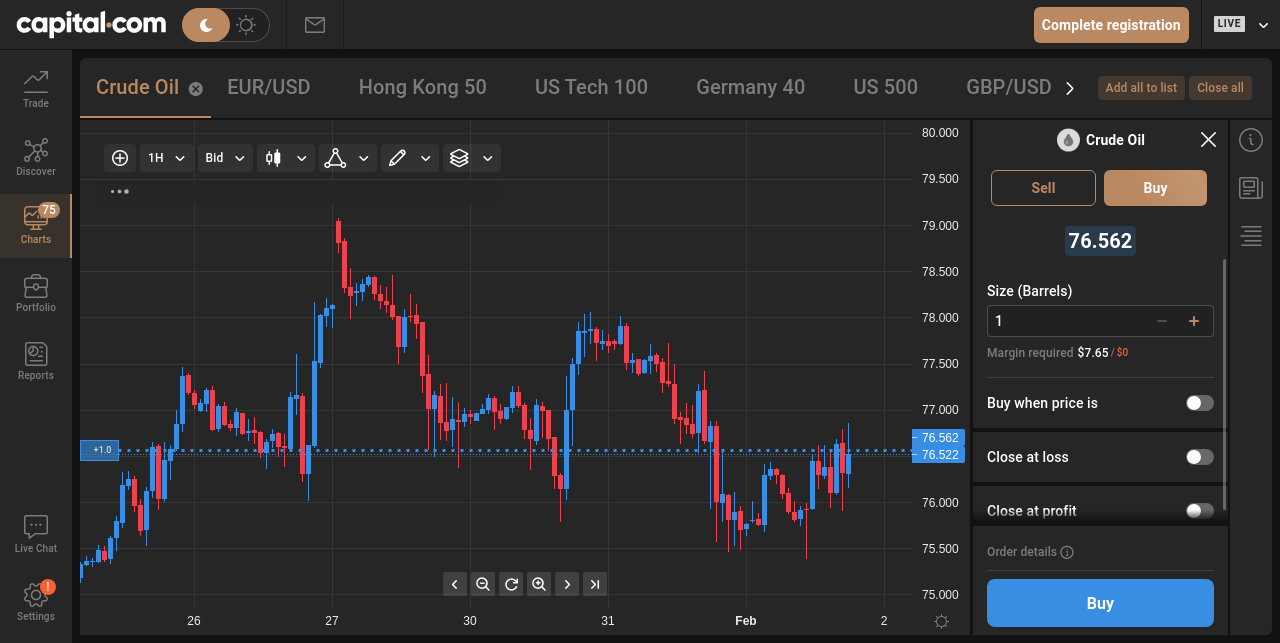 capital.com
Complete registration
LIVE
Trade
Discover
75
Charts
Portfolio
Reports
Live Chat
!
Settings
Crude Oil
EUR/USD
Hong Kong 50
US Tech 100
Germany 40
US 500
GBP/USD
Add all to list
Close all
1H
Bid
+1.0
80.000
79.500
79.000
78.500
78.000
77.500
77.000
76.562
76.522
76.000
75.500
75.000
26
27
30
31
Feb
2
Crude Oil
Sell
Buy
76.562
Size (Barrels)
1
Margin required $7.65 / $0
Buy when price is
Close at loss
Close at profit
Order details
Buy